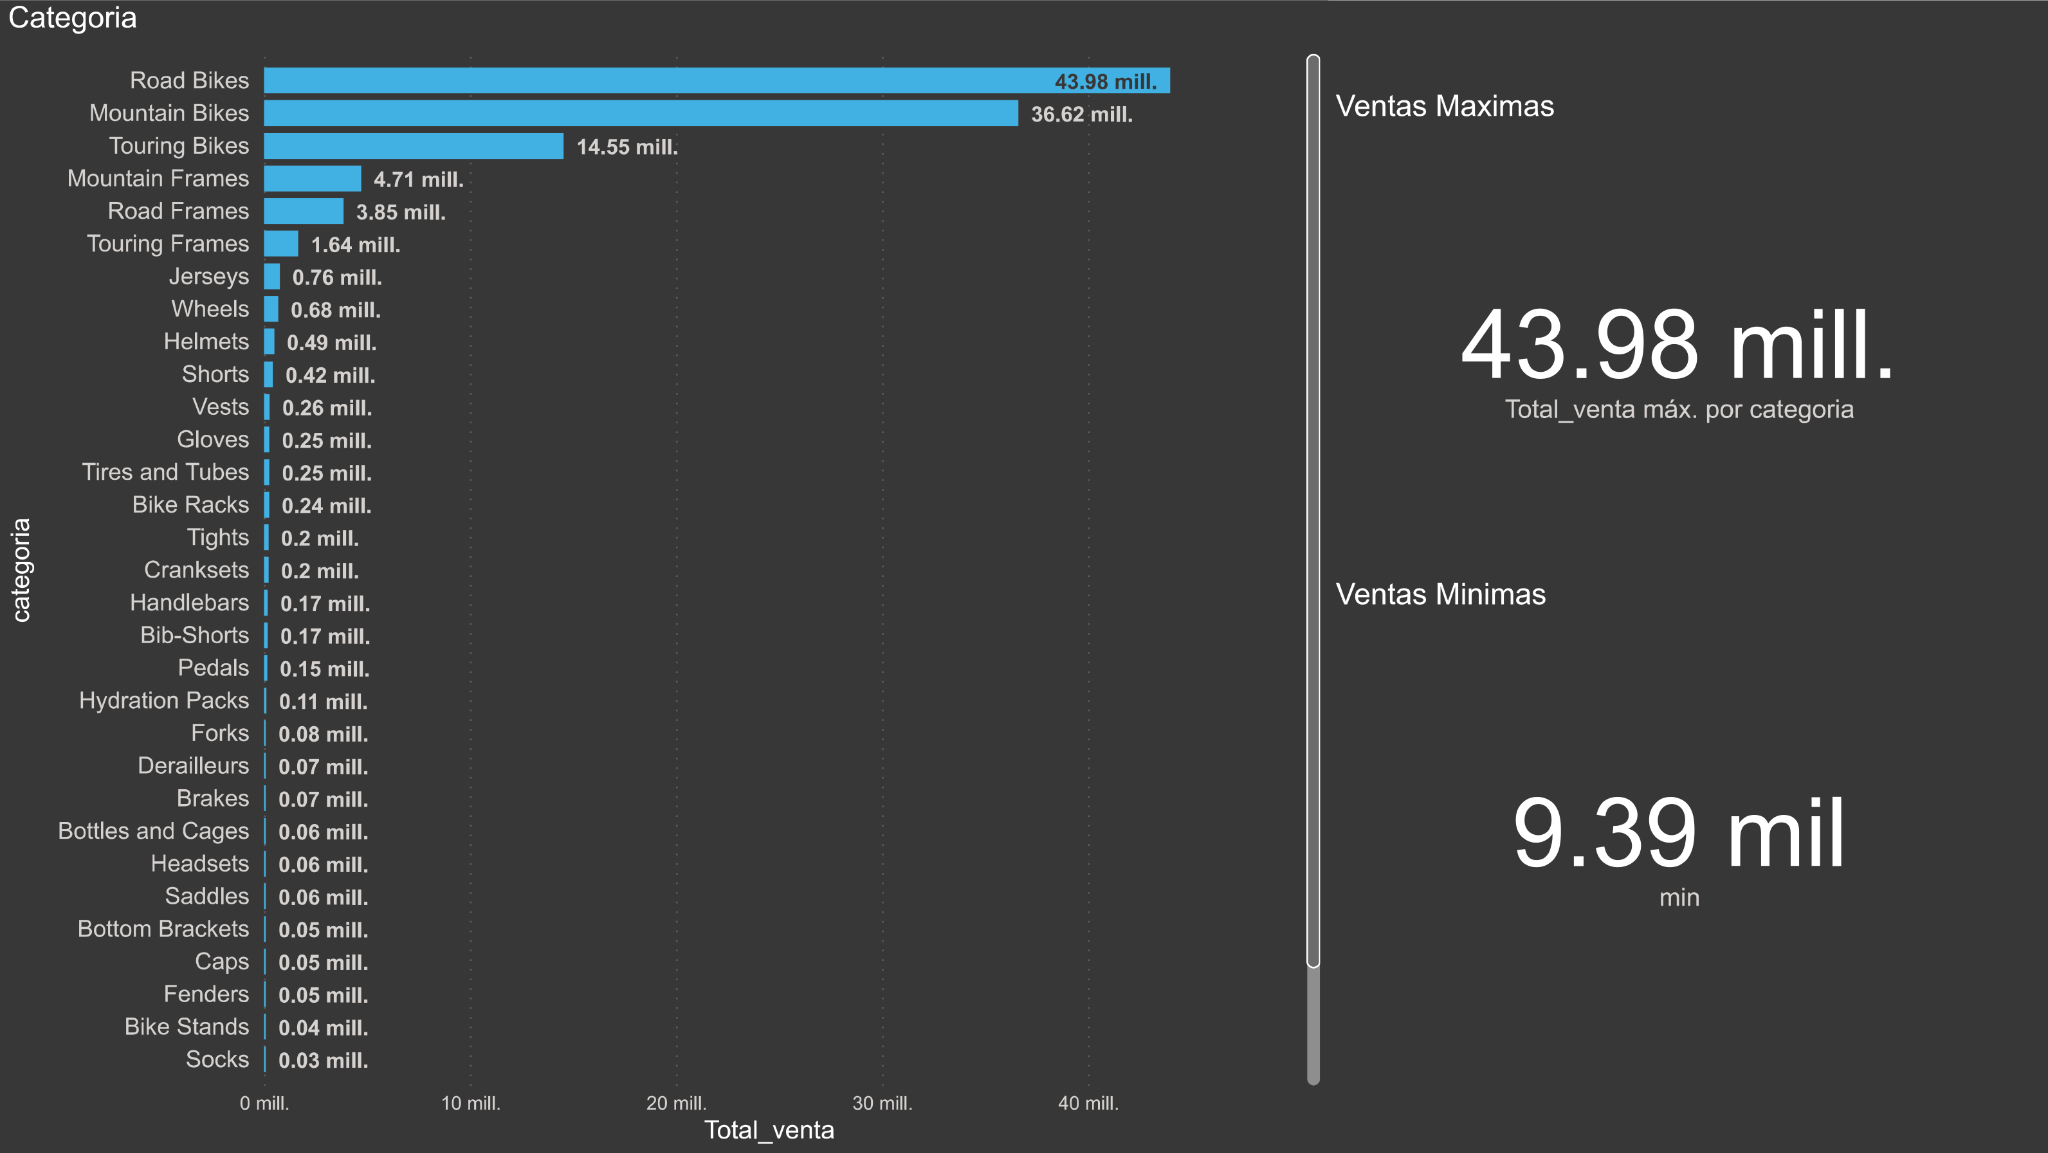 Categoria
categoria
Road Bikes 43.98 mill.
Mountain Bikes 36.62 mill.
Touring Bikes 14.55 mill.
Mountain Frames 4.71 mill.
Road Frames 3.85 mill.
Touring Frames 1.64 mill.
Jerseys 0.76 mill.
Wheels 0.68 mill.
Helmets 0.49 mill.
Shorts 0.42 mill.
Vests 0.26 mill.
Gloves 0.25 mill.
Tires and Tubes 0.25 mill.
Bike Racks 0.24 mill.
Tights 0.2 mill.
Cranksets 0.2 mill.
Handlebars 0.17 mill.
Bib-Shorts 0.17 mill.
Pedals 0.15 mill.
Hydration Packs 0.11 mill.
Forks 0.08 mill.
Derailleurs 0.07 mill.
Brakes 0.07 mill.
Bottles and Cages 0.06 mill.
Headsets 0.06 mill.
Saddles 0.06 mill.
Bottom Brackets 0.05 mill.
Caps 0.05 mill.
Fenders 0.05 mill.
Bike Stands 0.04 mill.
Socks 0.03 mill.
0 mill. 10 mill. 20 mill. 30 mill. 40 mill.
Total_venta
Ventas Maximas
43.98 mill.
Total_venta máx. por categoria
Ventas Minimas
9.39 mil
min